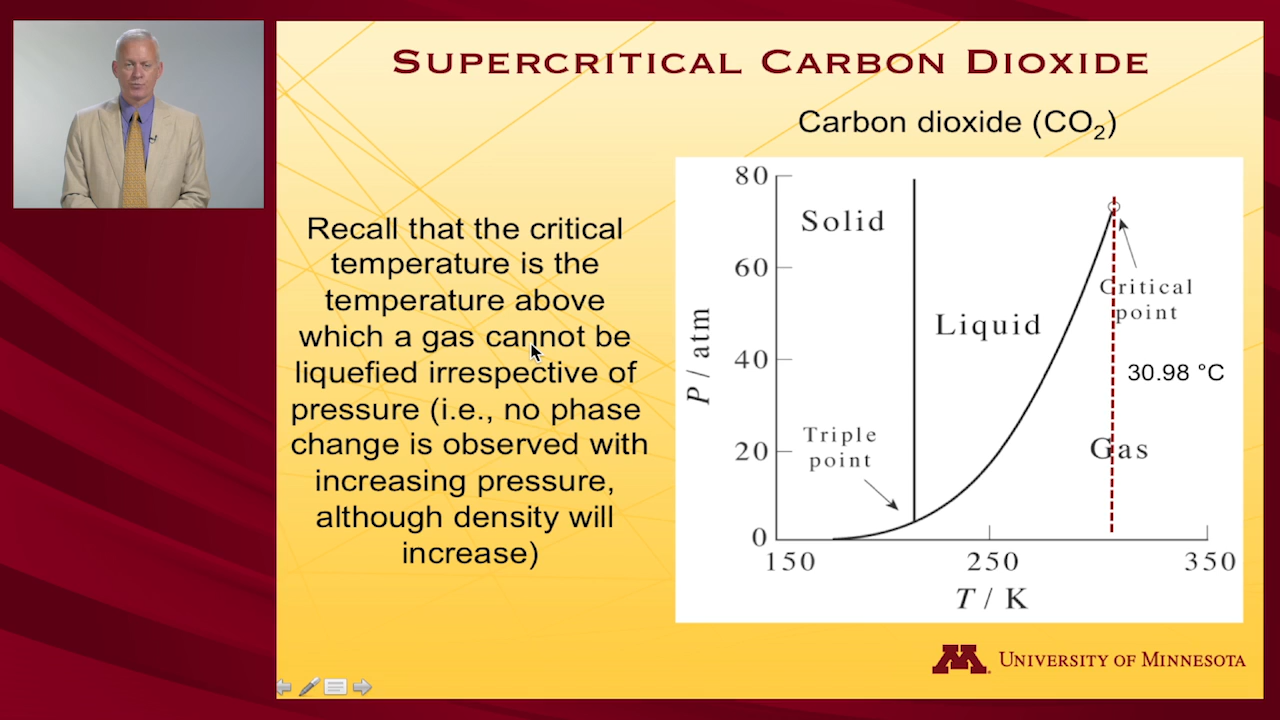 SUPERCRITICAL CARBON DIOXIDE
Carbon dioxide (CO₂)
Recall that the critical
temperature is the
temperature above
which a gas cannot be
liquefied irrespective of
pressure (i.e., no phase
change is observed with
increasing pressure,
although density will
increase)
80
60
40
20
0
P / atm
Solid
Liquid
Critical
point
30.98 °C
Triple
point
Gas
150
250
350
T / K
M
UNIVERSITY OF MINNESOTA